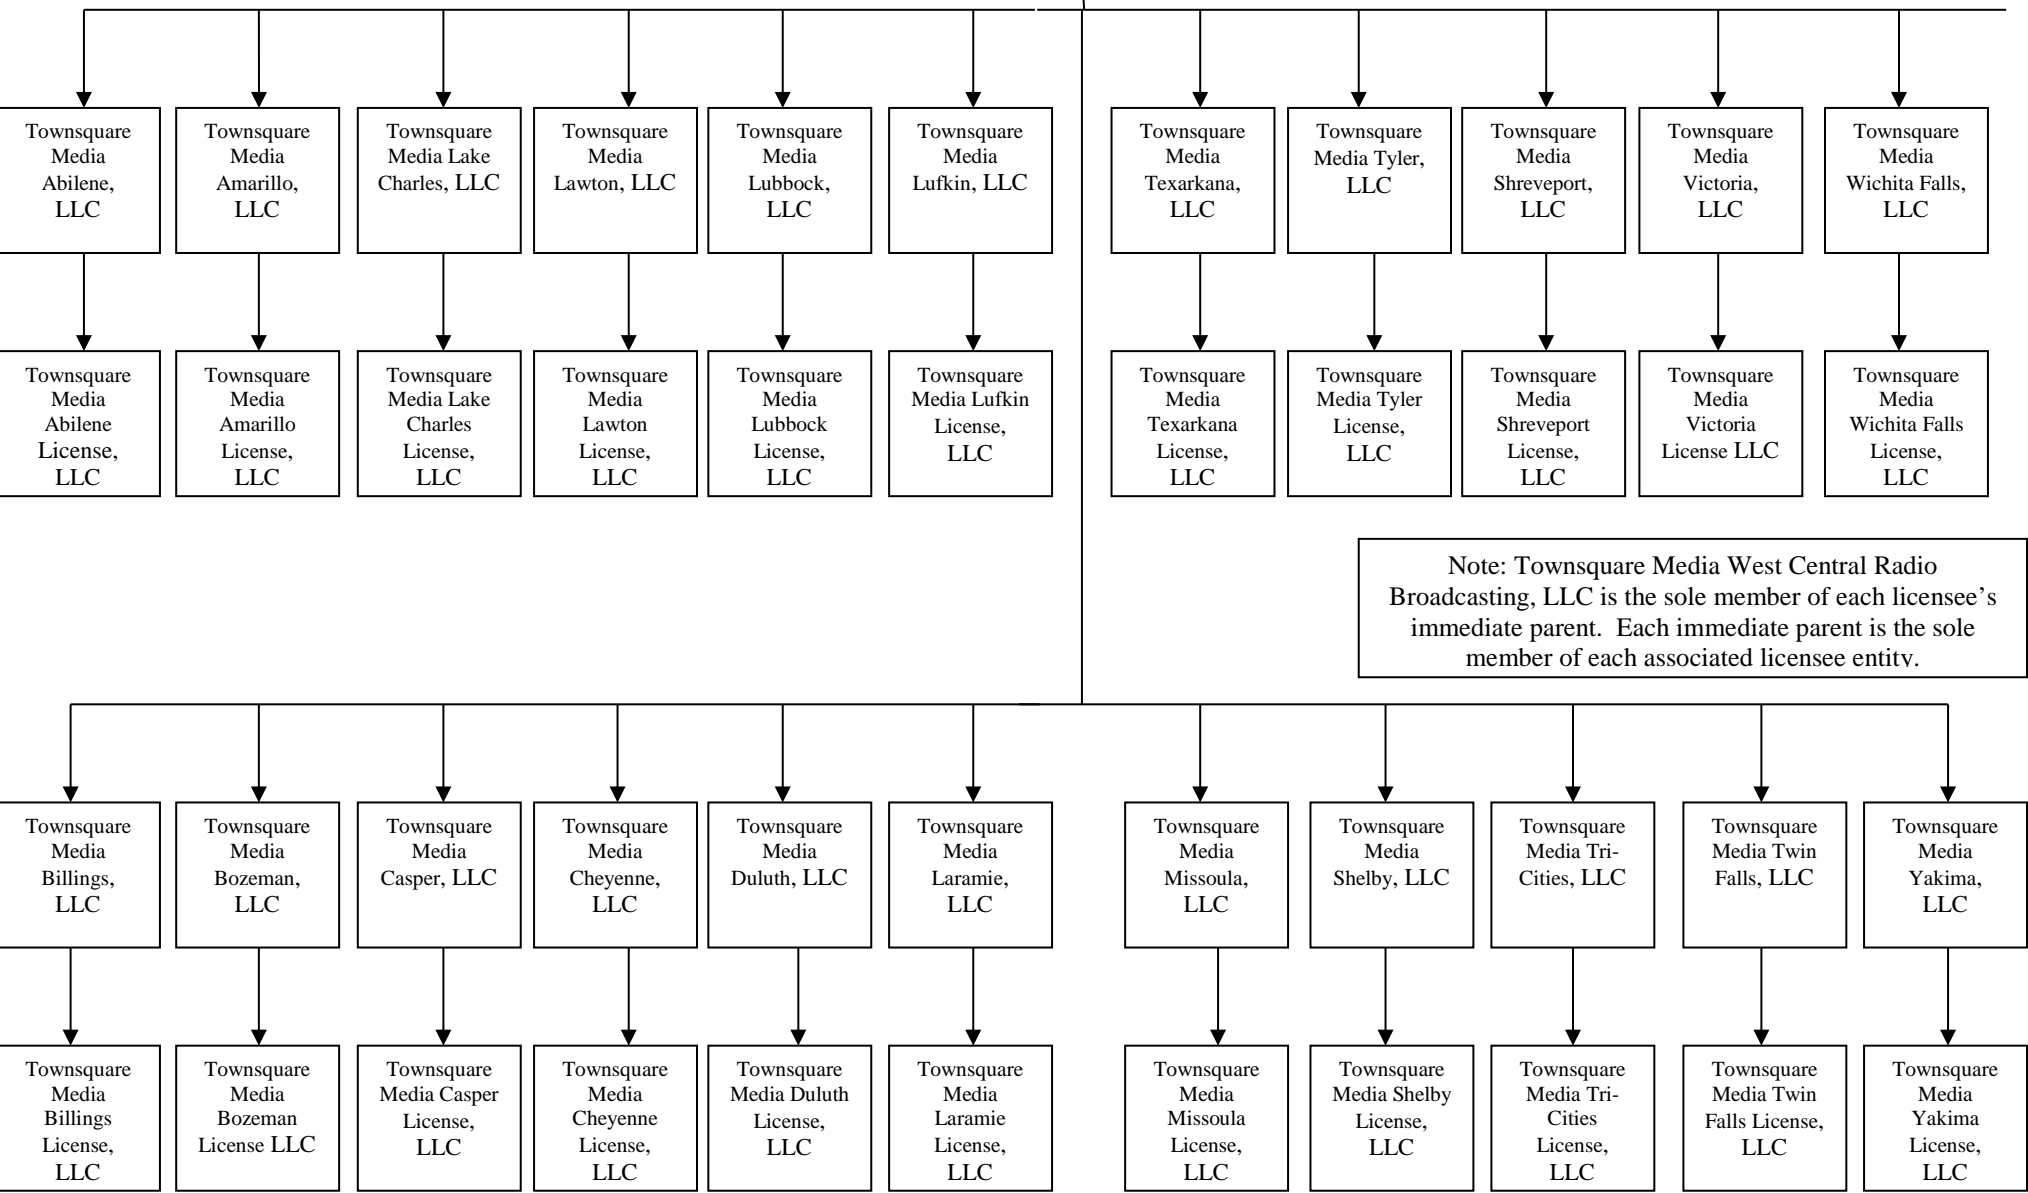 Townsquare
Media
Abilene,
LLC
Townsquare
Media
Amarillo,
LLC
Townsquare
Media Lake
Charles, LLC
Townsquare
Media
Lawton, LLC
Townsquare
Media
Lubbock,
LLC
Townsquare
Media
Lufkin, LLC
Townsquare
Media
Texarkana,
LLC
Townsquare
Media Tyler,
LLC
Townsquare
Media
Shreveport,
LLC
Townsquare
Media
Victoria,
LLC
Townsquare
Media
Wichita Falls,
LLC
Townsquare
Media
Abilene
License,
LLC
Townsquare
Media
Amarillo
License,
LLC
Townsquare
Media Lake
Charles
License,
LLC
Townsquare
Media
Lawton
License,
LLC
Townsquare
Media
Lubbock
License,
LLC
Townsquare
Media Lufkin
License,
LLC
Townsquare
Media
Texarkana
License,
LLC
Townsquare
Media Tyler
License,
LLC
Townsquare
Media
Shreveport
License,
LLC
Townsquare
Media
Victoria
License LLC
Townsquare
Media
Wichita Falls
License,
LLC
Note: Townsquare Media West Central Radio
Broadcasting, LLC is the sole member of each licensee’s
immediate parent.  Each immediate parent is the sole
member of each associated licensee entity.
Townsquare
Media
Billings,
LLC
Townsquare
Media
Bozeman,
LLC
Townsquare
Media
Casper, LLC
Townsquare
Media
Cheyenne,
LLC
Townsquare
Media
Duluth, LLC
Townsquare
Media
Laramie,
LLC
Townsquare
Media
Missoula,
LLC
Townsquare
Media
Shelby, LLC
Townsquare
Media Tri-
Cities, LLC
Townsquare
Media Twin
Falls, LLC
Townsquare
Media
Yakima,
LLC
Townsquare
Media
Billings
License,
LLC
Townsquare
Media
Bozeman
License LLC
Townsquare
Media Casper
License,
LLC
Townsquare
Media
Cheyenne
License,
LLC
Townsquare
Media Duluth
License,
LLC
Townsquare
Media
Laramie
License,
LLC
Townsquare
Media
Missoula
License,
LLC
Townsquare
Media Shelby
License,
LLC
Townsquare
Media Tri-
Cities
License,
LLC
Townsquare
Media Twin
Falls License,
LLC
Townsquare
Media
Yakima
License,
LLC